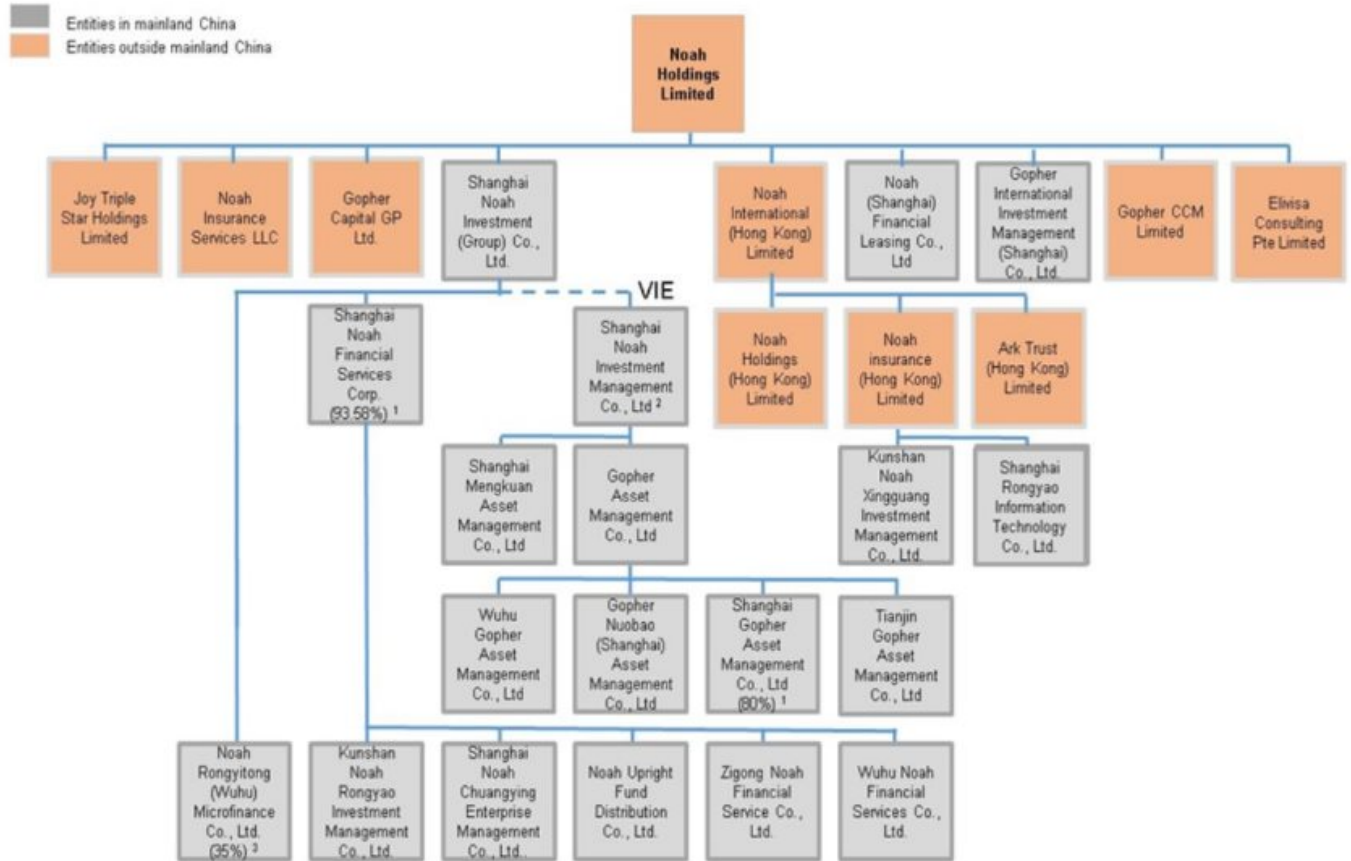 Entities in mainland China
Entities outside mainland China
Noah
Holdings
Limited
Joy Triple
Star Holdings
Limited
Noah
Insurance
Services LLC
Gopher
Capital GP
Ltd.
Shanghai
Noah
Investment
(Group) Co.,
Ltd.
Noah
International
(Hong Kong)
Limited
Noah
(Shanghai)
Financial
Leasing Co.,
Ltd
Gopher
International
Investment
Management
(Shanghai)
Co., Ltd.
Gopher CCM
Limited
Elivisa
Consulting
Pte Limited
VIE
Shanghai
Noah
Financial
Services
Corp.
(93.58%) 1
Shanghai
Noah
Investment
Management
Co., Ltd 2
Noah
Holdings
(Hong Kong)
Limited
Noah
insurance
(Hong Kong)
Limited
Ark Trust
(Hong Kong)
Limited
Shanghai
Mengkuan
Asset
Management
Co., Ltd
Gopher
Asset
Management
Co., Ltd
Kunshan
Noah
Xingguang
Investment
Management
Co., Ltd.
Shanghai
Rongyao
Information
Technology
Co., Ltd.
Wuhu
Gopher
Asset
Management
Co., Ltd
Gopher
Nuobao
(Shanghai)
Asset
Management
Co., Ltd
Shanghai
Gopher
Asset
Management
Co., Ltd
(80%) 1
Tianjin
Gopher
Asset
Management
Co., Ltd
Noah
Rongyitong
(Wuhu)
Microfinance
Co., Ltd.
(35%) 3
Kunshan
Noah
Rongyao
Investment
Management
Co., Ltd.
Shanghai
Noah
Chuangying
Enterprise
Management
Co., Ltd..
Noah Upright
Fund
Distribution
Co., Ltd.
Zigong Noah
Financial
Service Co.,
Ltd.
Wuhu Noah
Financial
Services Co.,
Ltd.